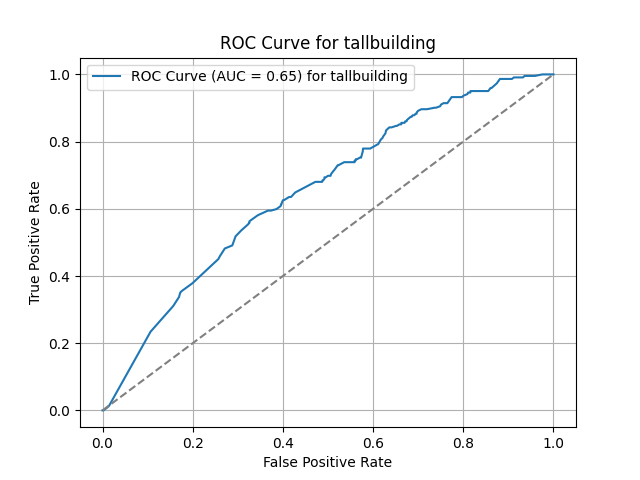 ROC Curve for tallbuilding
ROC Curve (AUC = 0.65) for tallbuilding
1.0
0.8
0.6
0.4
0.2
0.0
True Positive Rate
0.0 0.2 0.4 0.6 0.8 1.0
False Positive Rate